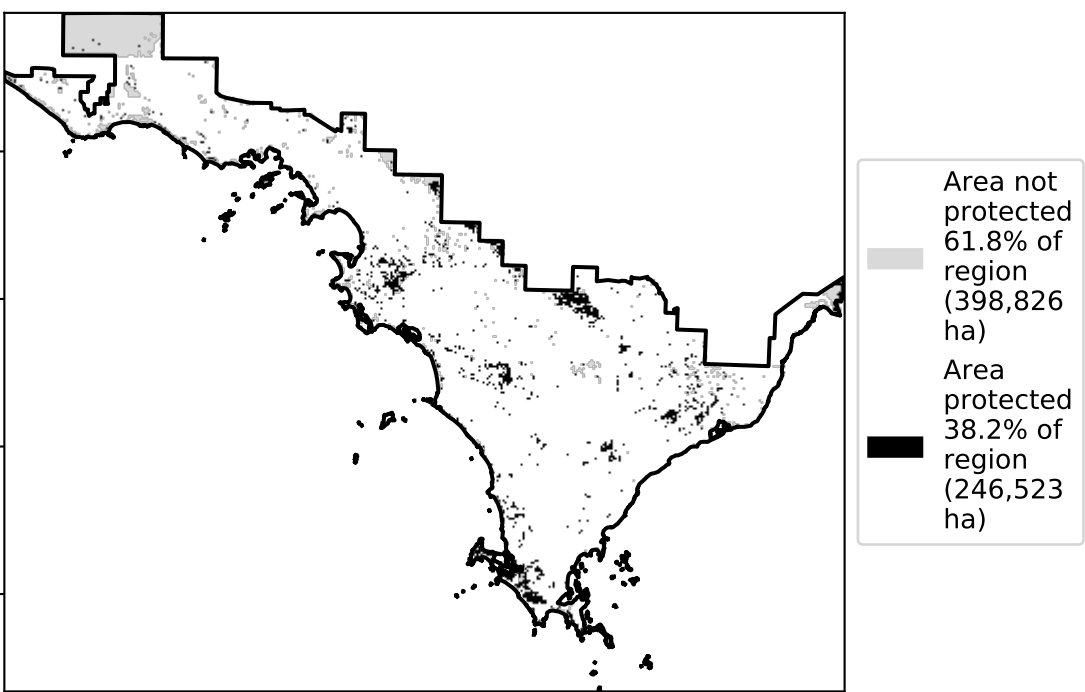 Area not
protected
61.8% of
region
(398,826
ha)
Area
protected
38.2% of
region
(246,523
ha)